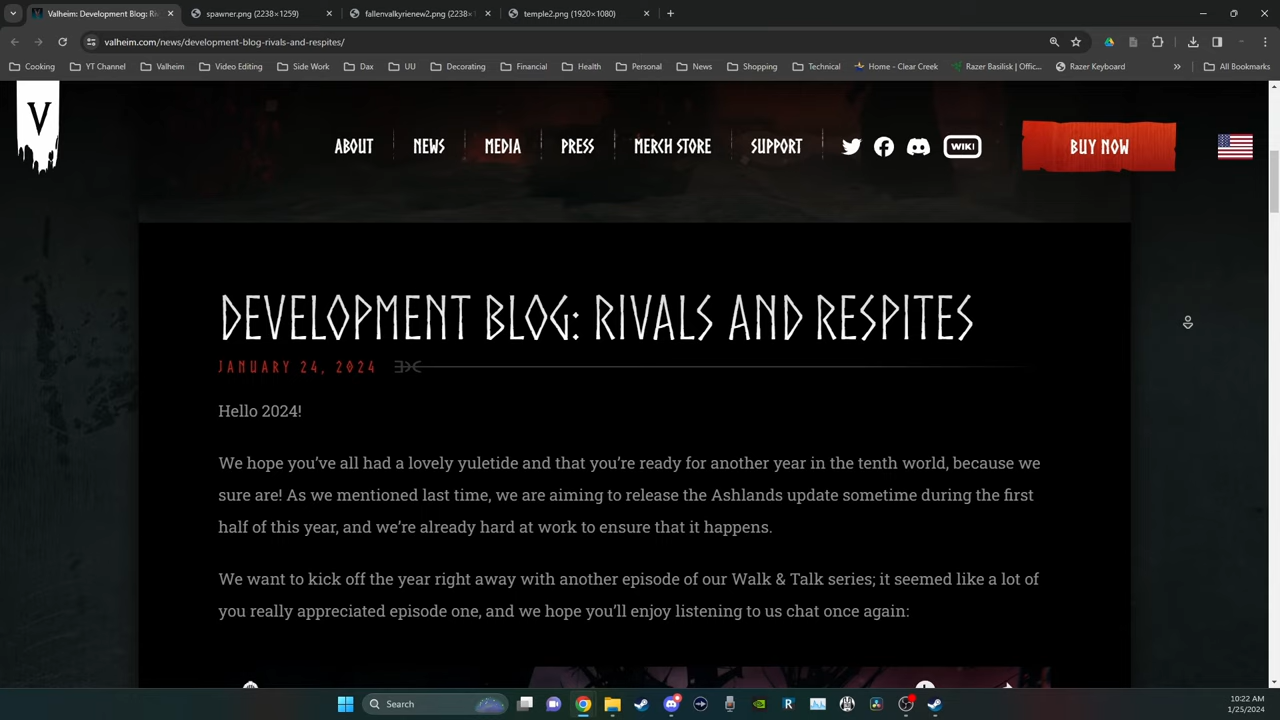 Valheim: Development Blog: Ri
spawner.png (2238×1259)
fallenvalkyrienew2.png (2238×
temple2.png (1920×1080)
valheim.com/news/development-blog-rivals-and-respites/
Cooking
YT Channel
Valheim
Video Editing
Side Work
Dax
UU
Decorating
Financial
Health
Personal
News
Shopping
Technical
Home - Clear Creek
Razer Basilisk | Offic...
Razer Keyboard
»
All Bookmarks
V
ABOUT
NEWS
MEDIA
PRESS
MERCH STORE
SUPPORT
WIKI
BUY NOW
DEVELOPMENT BLOG: RIVALS AND RESPITES
JANUARY 24, 2024
Hello 2024!
We hope you’ve all had a lovely yuletide and that you’re ready for another year in the tenth world, because we
sure are! As we mentioned last time, we are aiming to release the Ashlands update sometime during the first
half of this year, and we’re already hard at work to ensure that it happens.
We want to kick off the year right away with another episode of our Walk & Talk series; it seemed like a lot of
you really appreciated episode one, and we hope you’ll enjoy listening to us chat once again:
Search
10:22 AM
1/25/2024